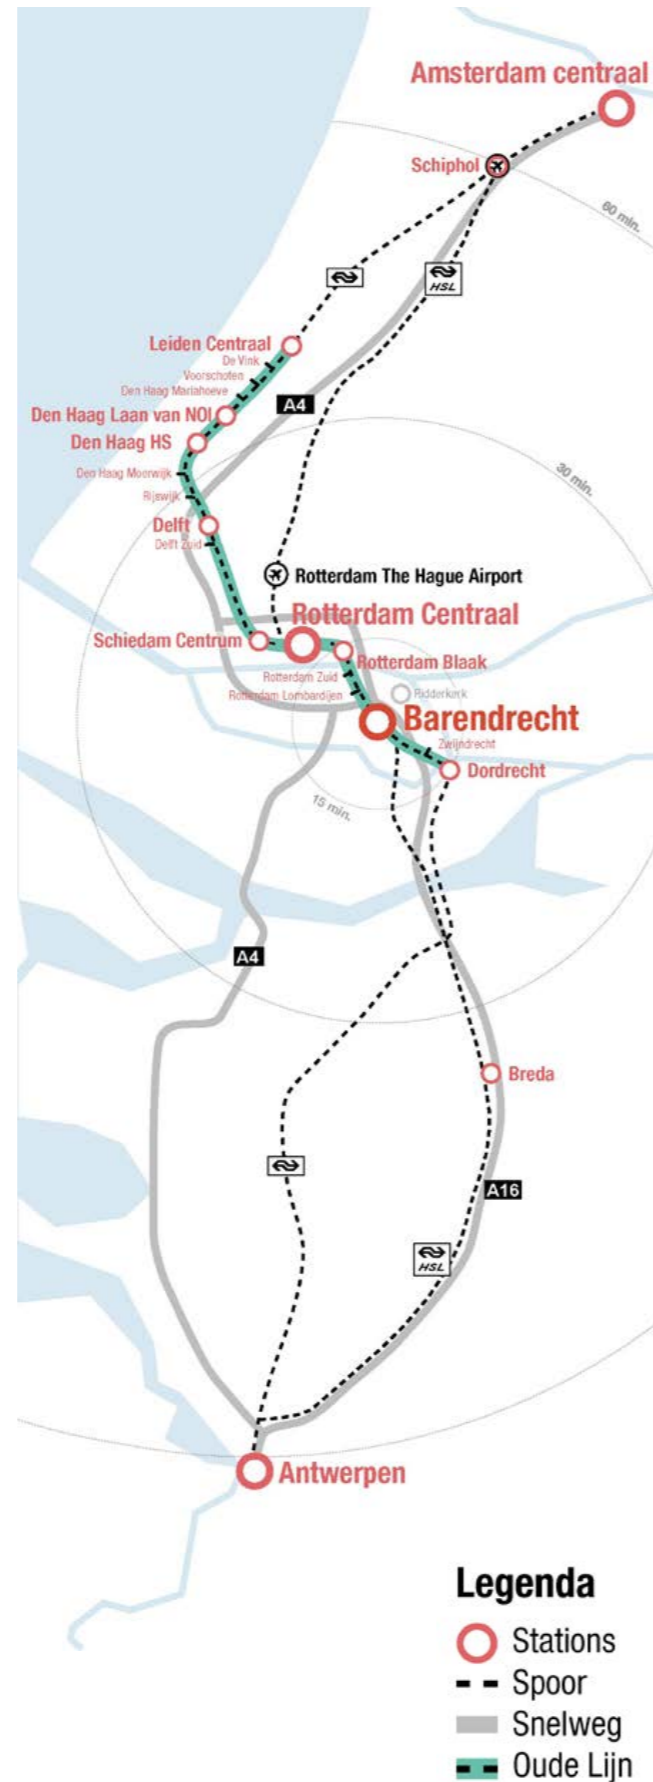 Amsterdam centraal
Schiphol
60 min.
HSL
Leiden Centraal
De Vink
Voorschoten
Den Haag Mariahoeve
A4
Den Haag Laan van NOI
Den Haag HS
30 min.
Den Haag Moerwijk
Rijswijk
Delft
Delft Zuid
Rotterdam The Hague Airport
Rotterdam Centraal
Schiedam Centrum
Rotterdam Blaak
Rotterdam Zuid
Rotterdam Lombardijen
Ridderkerk
Barendrecht
Zwijndrecht
Dordrecht
15 min.
A4
Breda
A16
HSL
Antwerpen
Legenda
Stations
Spoor
Snelweg
Oude Lijn